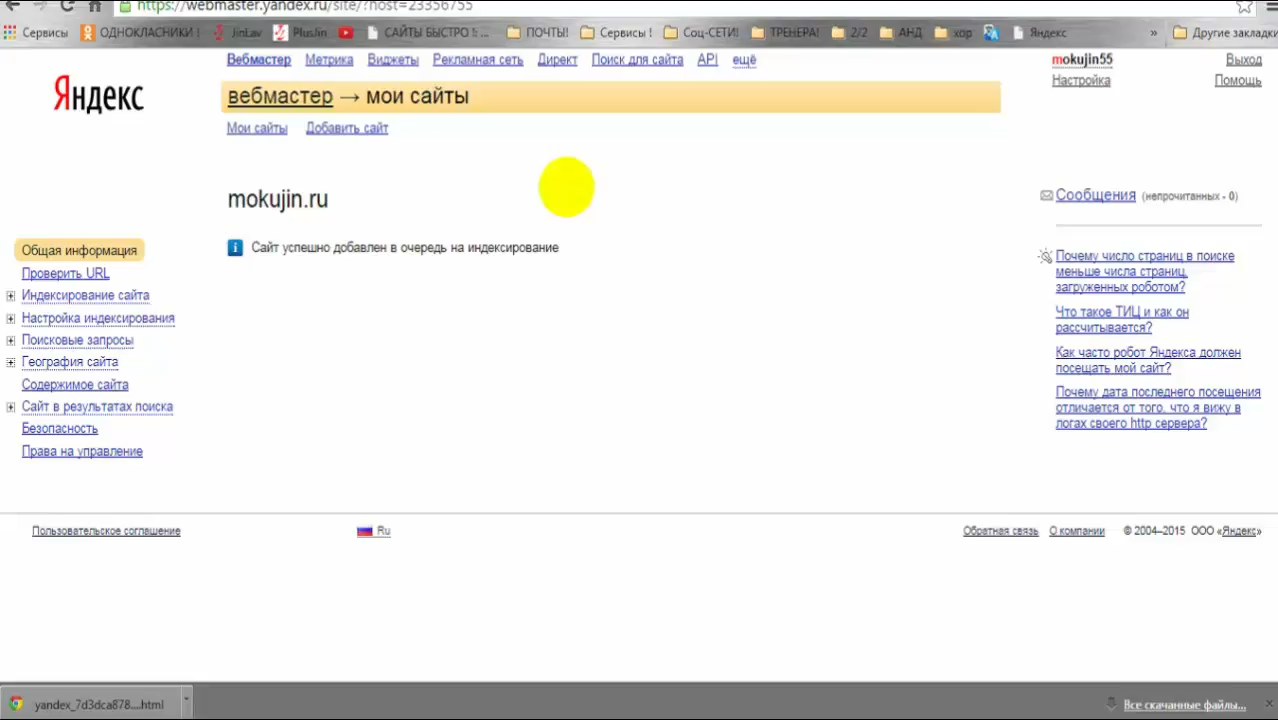 https://webmaster.yandex.ru/site/?host=23356755
Сервисы ОДНОКЛАСНИКИ ! JinLav PlusJin САЙТЫ БЫСТРО !... ПОЧТЫ! Сервисы ! Соц-СЕТИ! ТРЕНЕРА! 2/2 АНД хор Яндекс » Другие закладки
Вебмастер Метрика Виджеты Рекламная сеть Директ Поиск для сайта API ещё
mokujin55 Выход
Настройка Помощь
Яндекс
вебмастер → мои сайты
Мои сайты Добавить сайт
mokujin.ru
Сайт успешно добавлен в очередь на индексирование
Общая информация
Проверить URL
Индексирование сайта
Настройка индексирования
Поисковые запросы
География сайта
Содержимое сайта
Сайт в результатах поиска
Безопасность
Права на управление
Сообщения (непрочитанных - 0)
Почему число страниц в поиске
меньше числа страниц,
загруженных роботом?
Что такое ТИЦ и как он
рассчитывается?
Как часто робот Яндекса должен
посещать мой сайт?
Почему дата последнего посещения
отличается от того, что я вижу в
логах своего http сервера?
Пользовательское соглашение Ru Обратная связь О компании © 2004–2015 ООО «Яндекс»
yandex_7d3dca878....html Все скачанные файлы...